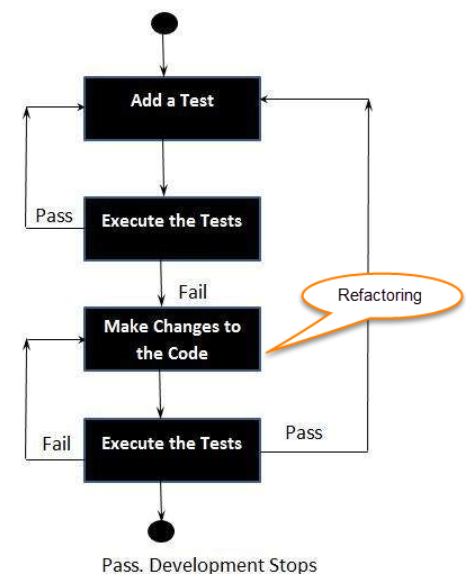 Add a Test
Pass
Execute the Tests
Fail
Refactoring
Make Changes to
the Code
Fail
Execute the Tests
Pass
Pass. Development Stops